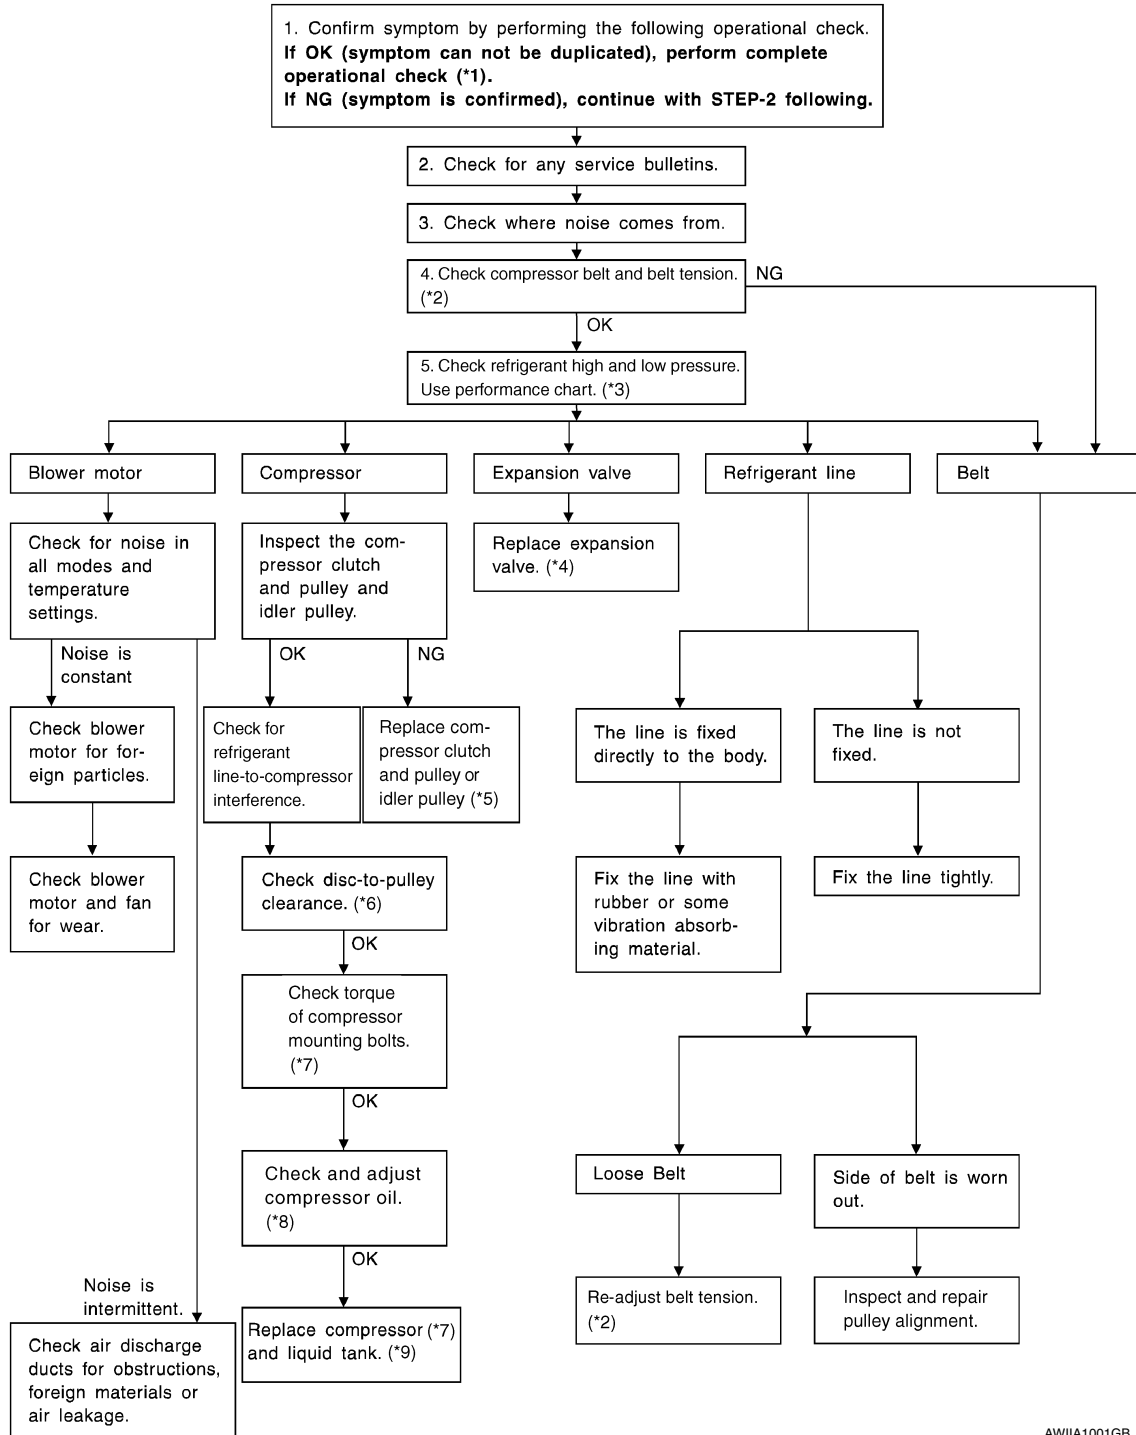 1. Confirm symptom by performing the following operational check.
If OK (symptom can not be duplicated), perform complete
operational check (*1).
If NG (symptom is confirmed), continue with STEP-2 following.
2. Check for any service bulletins.
3. Check where noise comes from.
4. Check compressor belt and belt tension.
(*2)
NG
OK
5. Check refrigerant high and low pressure.
Use performance chart. (*3)
Blower motor
Compressor
Expansion valve
Refrigerant line
Belt
Check for noise in
all modes and
temperature
settings.
Inspect the com-
pressor clutch
and pulley and
idler pulley.
Replace expansion
valve. (*4)
Noise is
constant
OK
NG
Check blower
motor for for-
eign particles.
Check for
refrigerant
line-to-compressor
interference.
Replace com-
pressor clutch
and pulley or
idler pulley (*5)
The line is fixed
directly to the body.
The line is not
fixed.
Check blower
motor and fan
for wear.
Check disc-to-pulley
clearance. (*6)
Fix the line with
rubber or some
vibration absorb-
ing material.
Fix the line tightly.
OK
Check torque
of compressor
mounting bolts.
(*7)
OK
Check and adjust
compressor oil.
(*8)
Loose Belt
Side of belt is worn
out.
OK
Noise is
intermittent.
Re-adjust belt tension.
(*2)
Inspect and repair
pulley alignment.
Check air discharge
ducts for obstructions,
foreign materials or
air leakage.
Replace compressor (*7)
and liquid tank. (*9)
AWIIA1001GB